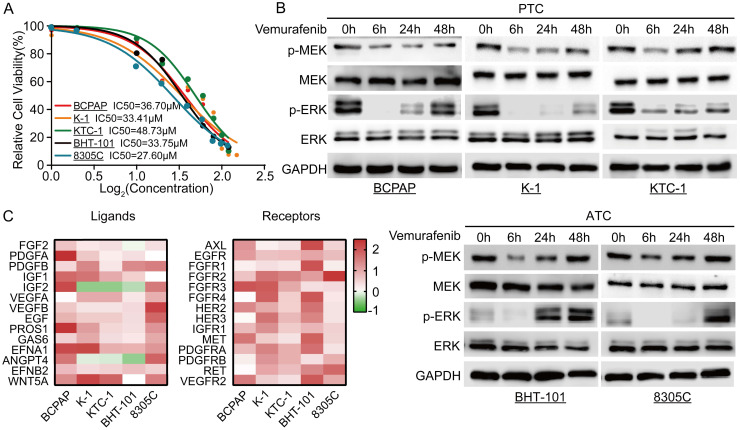 A
Relative Cell Viability(%)
100
80
60
40
20
0
BCPAP IC50=36.70μM
K-1 IC50=33.41μM
KTC-1 IC50=48.73μM
BHT-101 IC50=33.75μM
8305C IC50=27.60μM
0.0 0.5 1.0 1.5 2.0 2.5
Log2(Concentration)
B
PTC
Vemurafenib 0h 6h 24h 48h 0h 6h 24h 48h 0h 6h 24h 48h
p-MEK
MEK
p-ERK
ERK
GAPDH
BCPAP K-1 KTC-1
C
Ligands
FGF2
PDGFA
PDGFB
IGF1
IGF2
VEGFA
VEGFB
EGF
PROS1
GAS6
EFNA1
ANGPT4
EFNB2
WNT5A
BCPAP K-1 KTC-1 BHT-101 8305C
Receptors
AXL
EGFR
FGFR1
FGFR2
FGFR3
FGFR4
HER2
HER3
IGFR1
MET
PDGFRA
PDGFRB
RET
VEGFR2
BCPAP K-1 KTC-1 BHT-101 8305C
2
1
0
-1
ATC
Vemurafenib 0h 6h 24h 48h 0h 6h 24h 48h
p-MEK
MEK
p-ERK
ERK
GAPDH
BHT-101 8305C